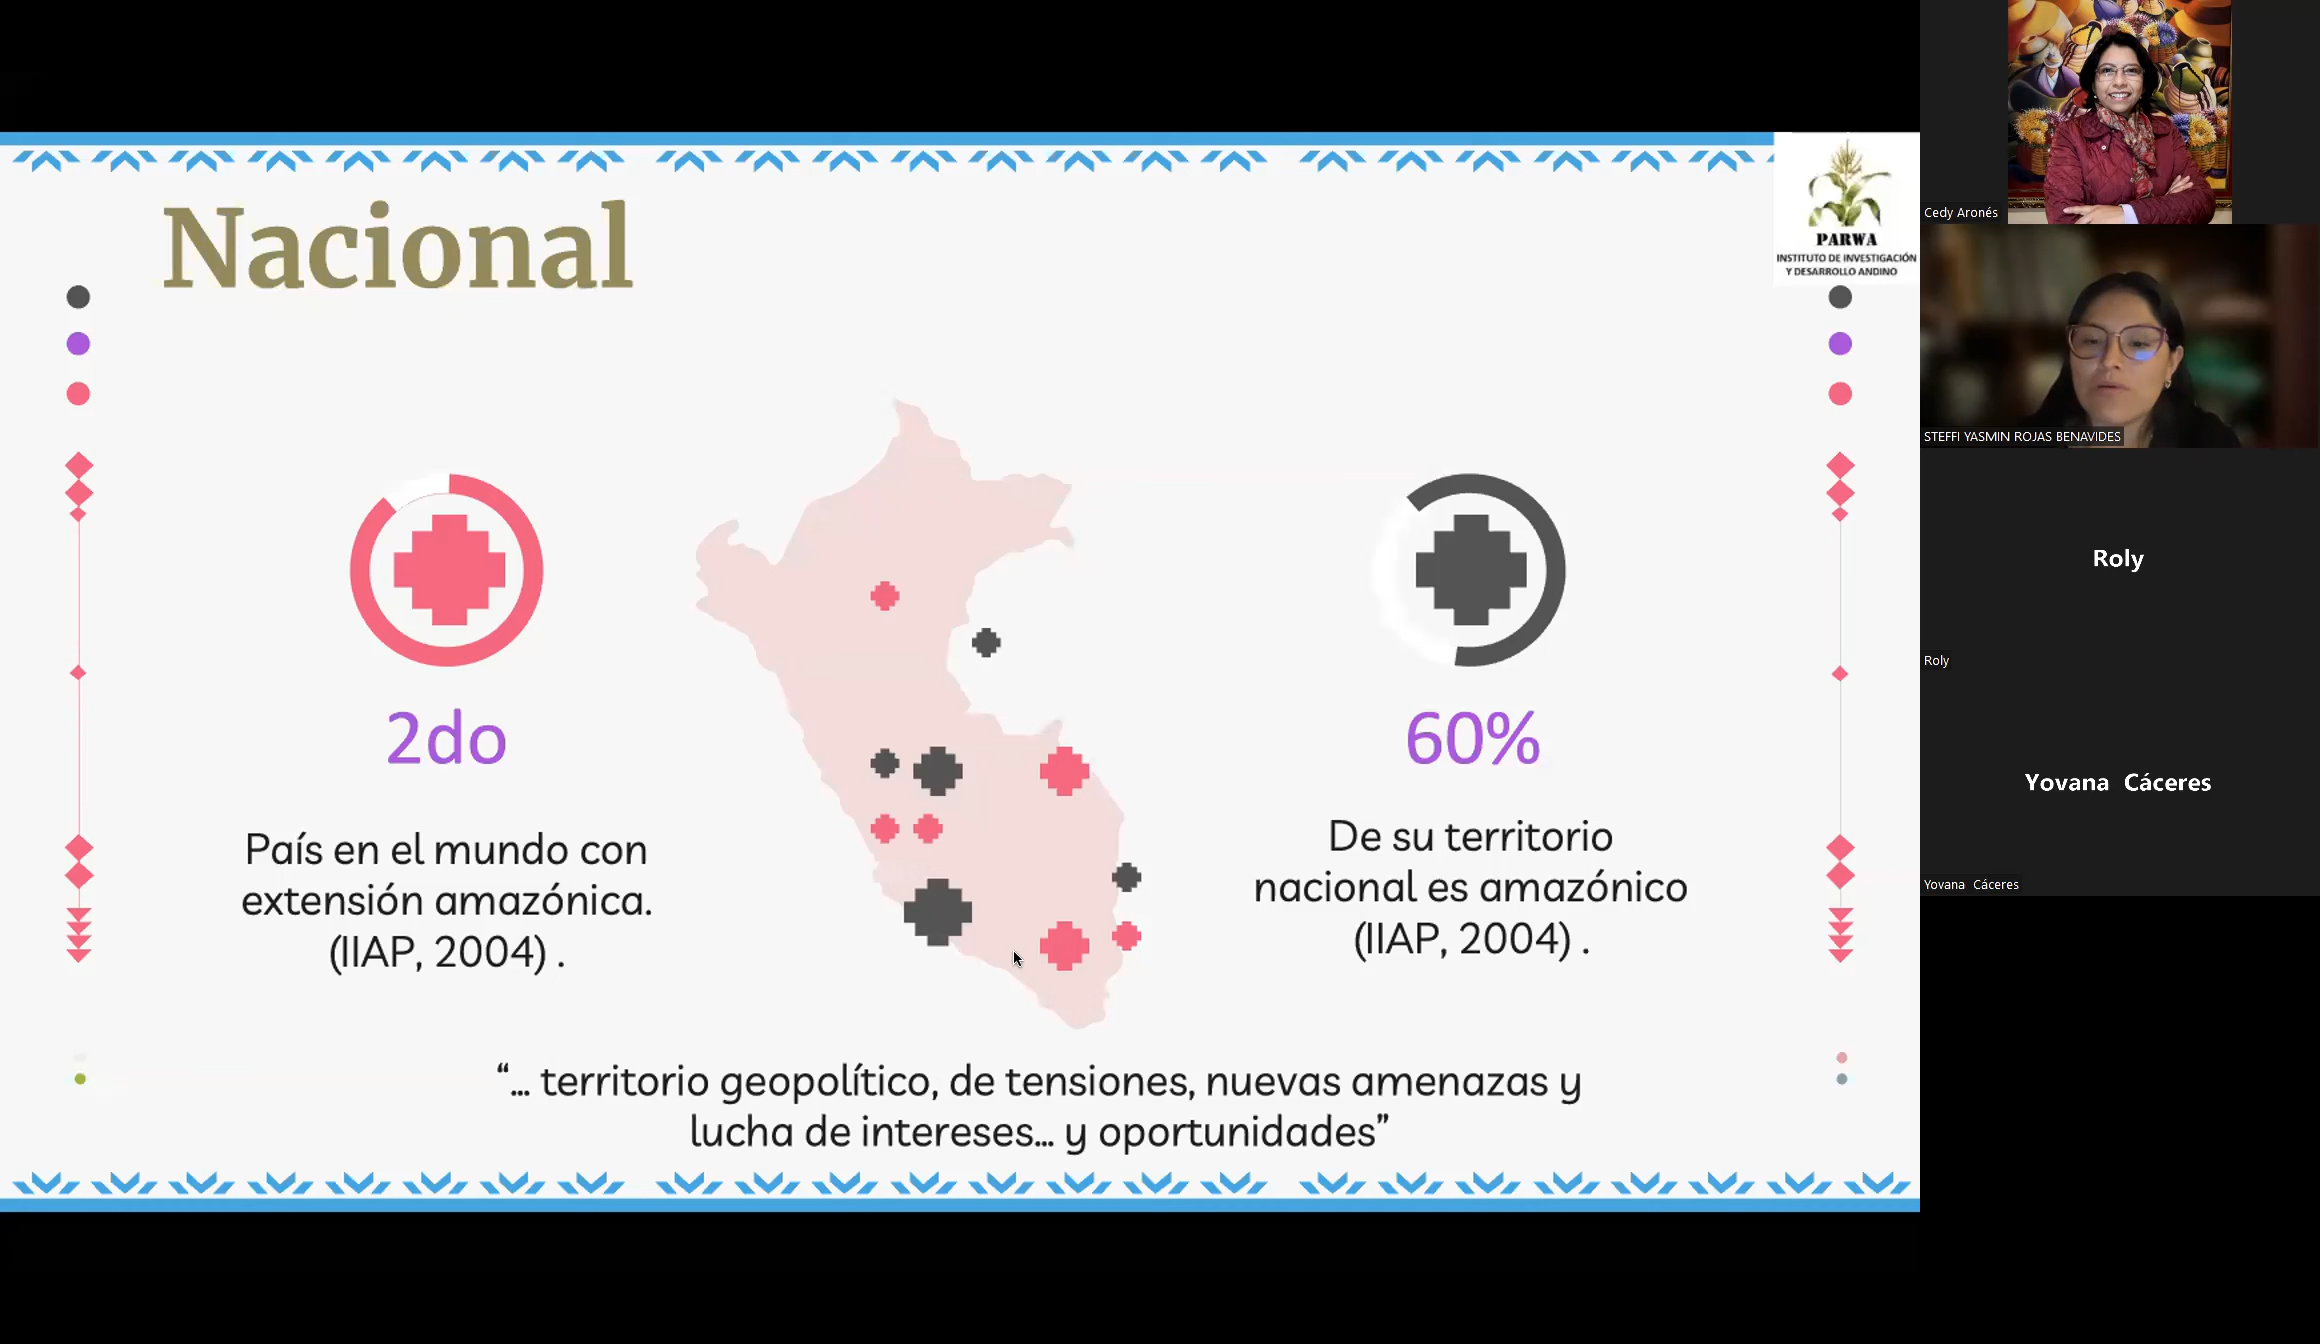 Nacional
PARWA
INSTITUTO DE INVESTIGACIÓN
Y DESARROLLO ANDINO
2do
País en el mundo con
extensión amazónica.
(IIAP, 2004) .
60%
De su territorio
nacional es amazónico
(IIAP, 2004) .
“... territorio geopolítico, de tensiones, nuevas amenazas y
lucha de intereses... y oportunidades”
Cedy Aronés
STEFFI YASMIN ROJAS BENAVIDES
Roly
Roly
Yovana Cáceres
Yovana Cáceres